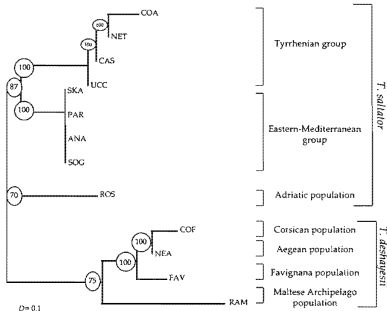 COA
100
NET
100
CAS
100
Tyrrhenian group
100
UCC
87
SKA
100
PAR
ANA
SOG
Eastern-Mediterranean
group
T. saltator
70
ROS
Adriatic population
COF
Corsican population
100
NEA
Aegean population
100
FAV
Favignana population
75
RAM
Maltese Archipelago
population
T. deshayesii
D= 0.1